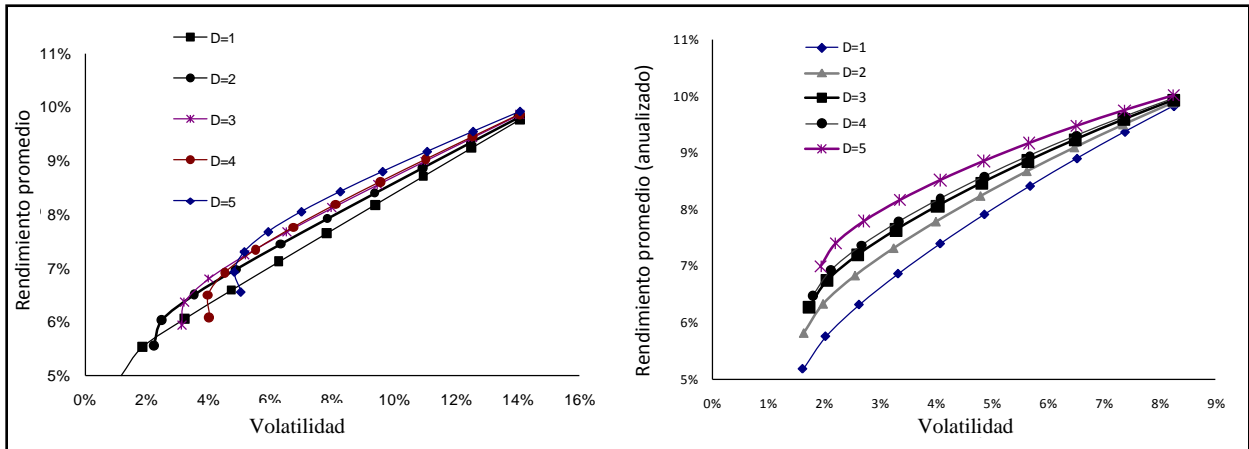 Rendimiento promedio
11%
10%
9%
8%
7%
6%
5%
D=1
D=2
D=3
D=4
D=5
0%
2%
4%
6%
8%
10%
12%
14%
16%
Volatilidad
Rendimiento promedio (anualizado)
11%
10%
9%
8%
7%
6%
5%
D=1
D=2
D=3
D=4
D=5
0%
1%
2%
3%
4%
5%
6%
7%
8%
9%
Volatilidad